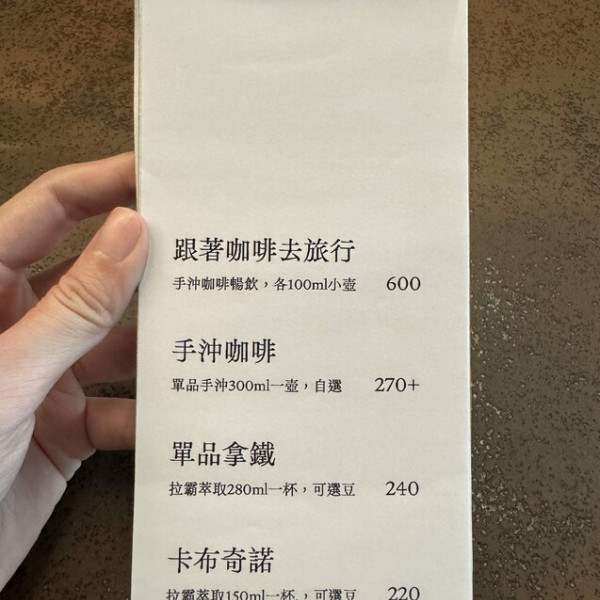 跟著咖啡去旅行
手沖咖啡暢飲，各100ml小壺 600
手沖咖啡
單品手沖300ml一壺，自選 270+
單品拿鐵
拉霸萃取280ml一杯，可選豆 240
卡布奇諾
拉霸萃取150ml一杯，可選豆 220